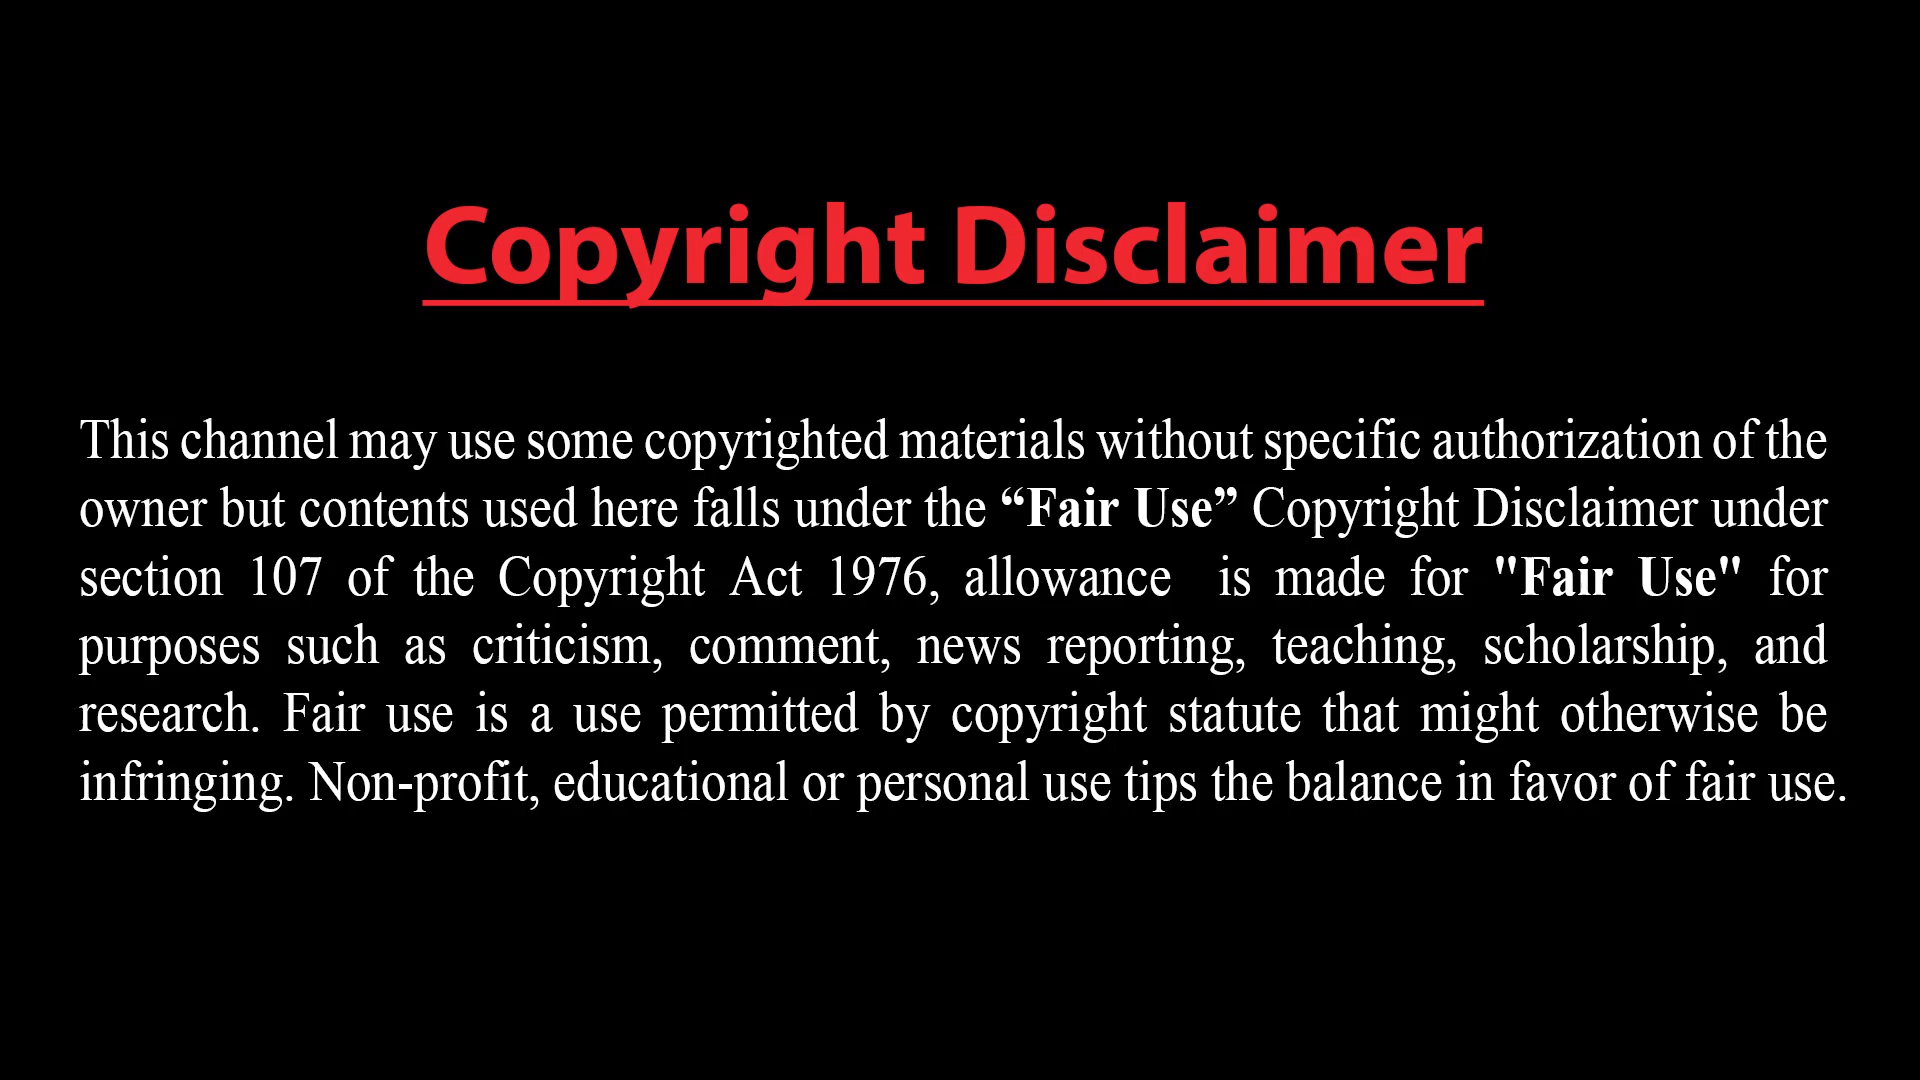 Copyright Disclaimer
This channel may use some copyrighted materials without specific authorization of the
owner but contents used here falls under the “Fair Use” Copyright Disclaimer under
section 107 of the Copyright Act 1976, allowance  is made for "Fair Use" for
purposes such as criticism, comment, news reporting, teaching, scholarship, and
research. Fair use is a use permitted by copyright statute that might otherwise be
infringing. Non-profit, educational or personal use tips the balance in favor of fair use.